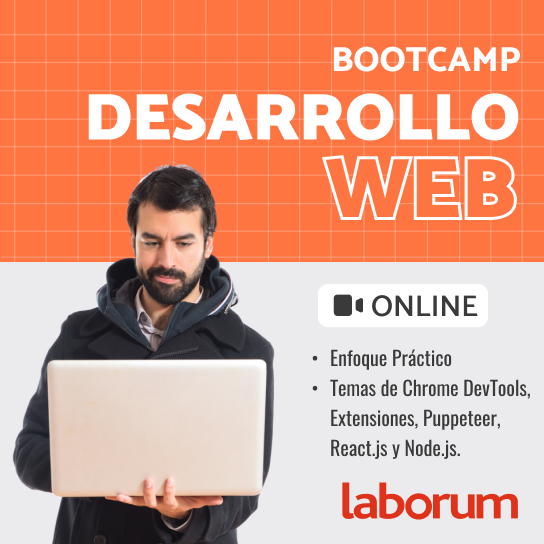 BOOTCAMP
DESARROLLO
WEB
ONLINE
• Enfoque Práctico
• Temas de Chrome DevTools,
Extensiones, Puppeteer,
React.js y Node.js.
laborum